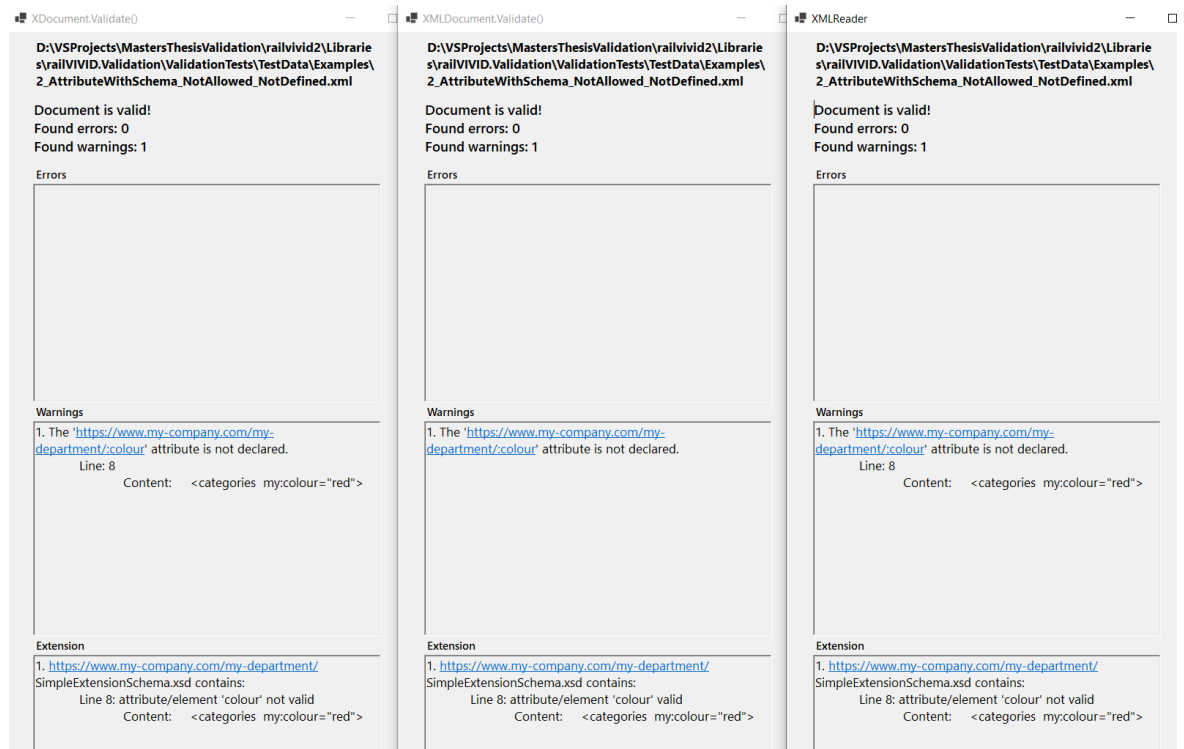 XDocument.Validate()
D:\VSProjects\MastersThesisValidation\railvivid2\Librarie
s\railVIVID.Validation\ValidationTests\TestData\Examples\
2_AttributeWithSchema_NotAllowed_NotDefined.xml
Document is valid!
Found errors: 0
Found warnings: 1
Errors
Warnings
1. The 'https://www.my-company.com/my-
department/:colour' attribute is not declared.
Line: 8
Content: <categories my:colour="red">
Extension
1. https://www.my-company.com/my-department/
SimpleExtensionSchema.xsd contains:
Line 8: attribute/element 'colour' not valid
Content: <categories my:colour="red">
XMLDocument.Validate()
D:\VSProjects\MastersThesisValidation\railvivid2\Librarie
s\railVIVID.Validation\ValidationTests\TestData\Examples\
2_AttributeWithSchema_NotAllowed_NotDefined.xml
Document is valid!
Found errors: 0
Found warnings: 1
Errors
Warnings
1. The 'https://www.my-company.com/my-
department/:colour' attribute is not declared.
Extension
1. https://www.my-company.com/my-department/
SimpleExtensionSchema.xsd contains:
Line 8: attribute/element 'colour' valid
Content: <categories my:colour="red">
XMLReader
D:\VSProjects\MastersThesisValidation\railvivid2\Librarie
s\railVIVID.Validation\ValidationTests\TestData\Examples\
2_AttributeWithSchema_NotAllowed_NotDefined.xml
Document is valid!
Found errors: 0
Found warnings: 1
Errors
Warnings
1. The 'https://www.my-company.com/my-
department/:colour' attribute is not declared.
Line: 8
Content: <categories my:colour="red">
Extension
1. https://www.my-company.com/my-department/
SimpleExtensionSchema.xsd contains:
Line 8: attribute/element 'colour' not valid
Content: <categories my:colour="red">